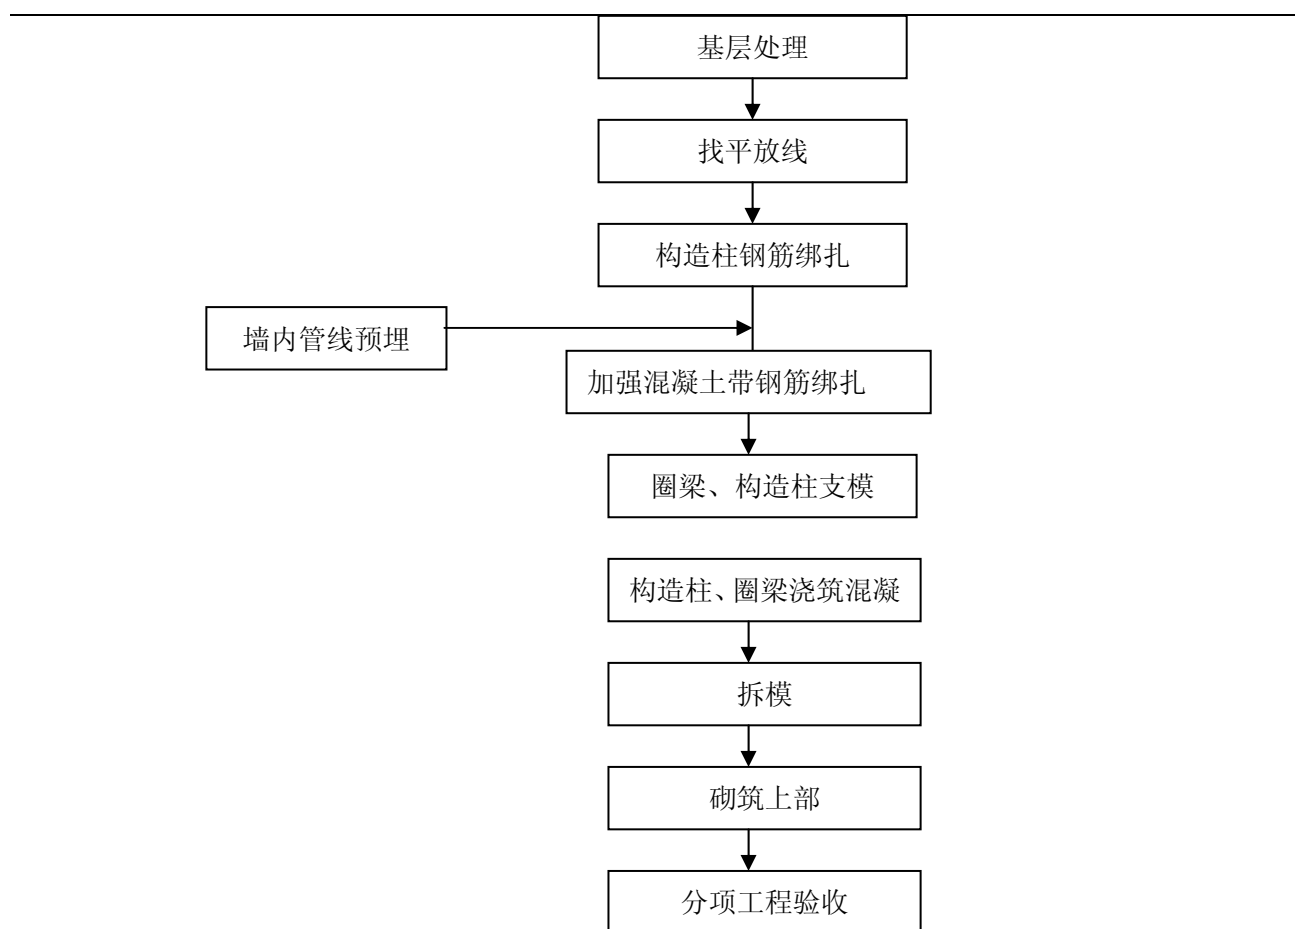 基层处理
找平放线
构造柱钢筋绑扎
墙内管线预埋
加强混凝土带钢筋绑扎
圈梁、构造柱支模
构造柱、圈梁浇筑混凝
拆模
砌筑上部
分项工程验收